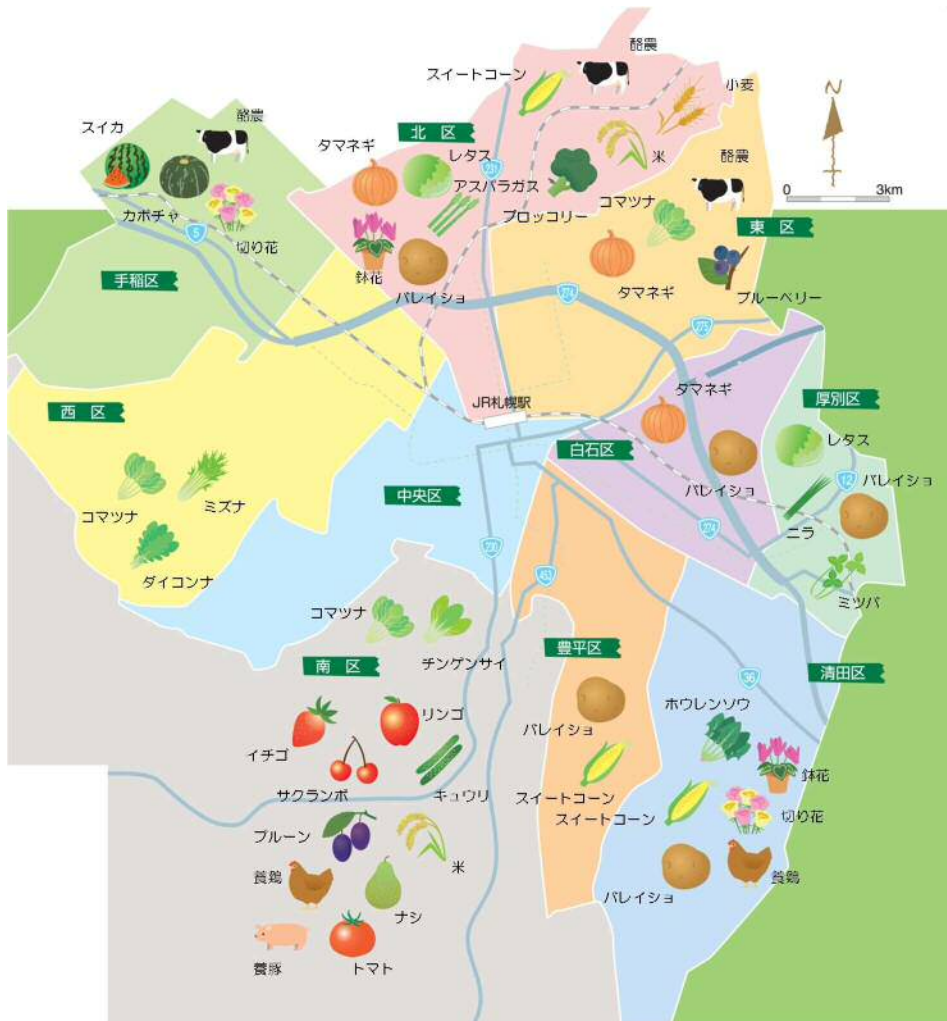 酪農
スイートコーン
小麦
N
スイカ
酪農
北 区
タマネギ
レタス
231
米
酪農
アスパラガス
0 3km
カボチャ
ブロッコリー
コマツナ
切り花
5
東 区
手稲区
鉢花
バレイショ
タマネギ
ブルーベリー
274
275
タマネギ
厚別区
西 区
JR札幌駅
レタス
白石区
バレイショ
バレイショ
12
中央区
コマツナ
ミズナ
ニラ
274
230
453
ダイコンナ
ミツバ
コマツナ
チンゲンサイ
南 区
豊平区
清田区
36
ホウレンソウ
リンゴ
イチゴ
バレイショ
鉢花
サクランボ
キュウリ
スイートコーン
スイートコーン
切り花
プルーン
米
養鶏
養鶏
バレイショ
ナシ
養豚
トマト